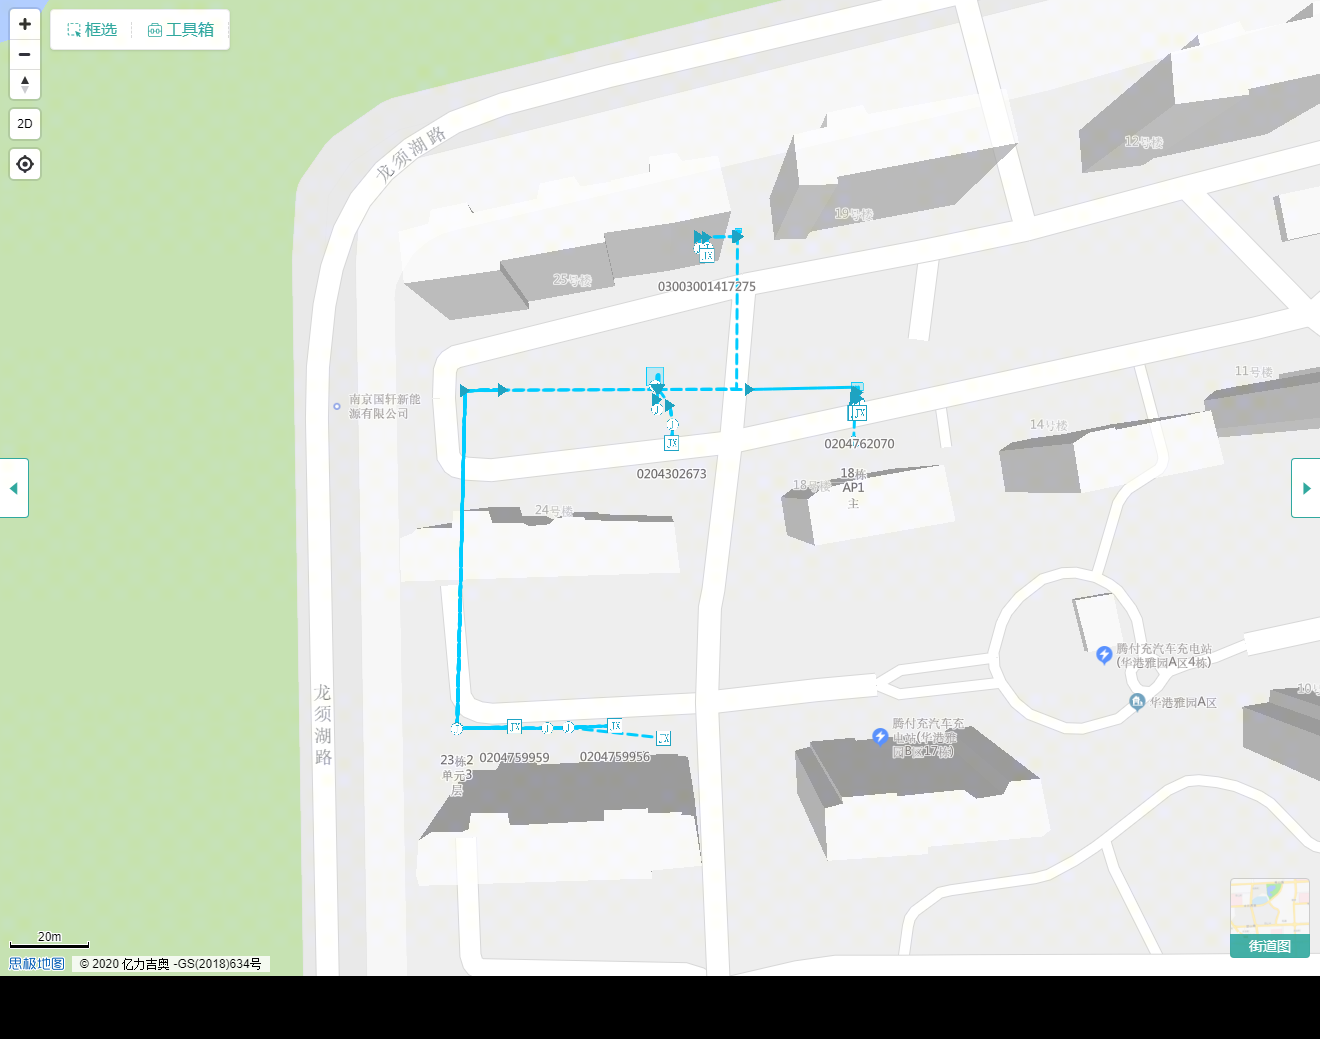 框选
工具箱
2D
龙须湖路
12号楼
19号楼
25号楼
JX
03003001417275
11号楼
南京国轩新能
源有限公司
JX
0204762070
14号楼
JX
0204302673
18栋
AP1
主
18号楼
24号楼
腾付充汽车充电站
(华港雅园A区4栋)
龙须湖路
华港雅园A区
JX
JX
JX
腾付充汽车充
电站(华港雅
园B区17栋)
23栋2
单元3
层
0204759959
0204759956
20m
思极地图
© 2020 亿力吉奥 -GS(2018)634号
街道图